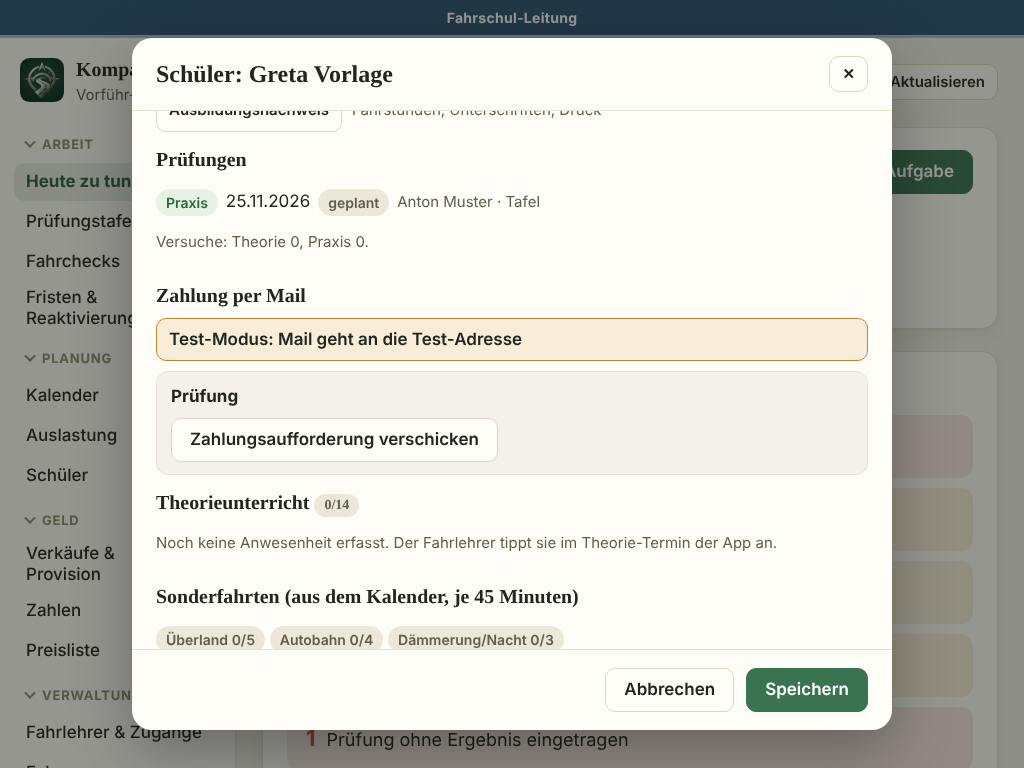 Fahrschul-Leitung
Schüler: Greta Vorlage
×
Aktualisieren
Vorführ-
ARBEIT
Heute zu tun
Prüfungstafe
Fahrchecks
Fristen &
Reaktivierung
PLANUNG
Kalender
Auslastung
Schüler
GELD
Verkäufe &
Provision
Zahlen
Preisliste
VERWALTUN
Fahrlehrer & Zugänge
Aufgabe
Ausbildungsnachweis Fahrstunden, Unterschriften, Druck
Prüfungen
Praxis 25.11.2026 geplant Anton Muster · Tafel
Versuche: Theorie 0, Praxis 0.
Zahlung per Mail
Test-Modus: Mail geht an die Test-Adresse
Prüfung
Zahlungsaufforderung verschicken
Theorieunterricht 0/14
Noch keine Anwesenheit erfasst. Der Fahrlehrer tippt sie im Theorie-Termin der App an.
Sonderfahrten (aus dem Kalender, je 45 Minuten)
Überland 0/5 Autobahn 0/4 Dämmerung/Nacht 0/3
Abbrechen Speichern
1 Prüfung ohne Ergebnis eingetragen